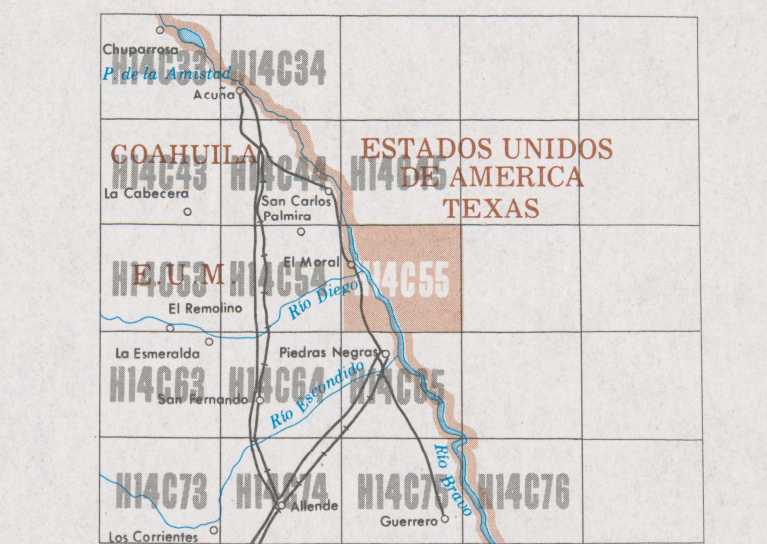 Chuparrosa
H14C33
H14C34
P. de la Amistad
Acuña
COAHUILA
ESTADOS UNIDOS
DE AMERICA
TEXAS
H14C43
H14C44
H14C45
La Cabecera
San Carlos
Palmira
E. U. M.
H14C53
H14C54
El Moral
H14C55
Río Diego
El Remolino
La Esmeralda
Piedras Negras
H14C63
H14C64
H14C65
San Fernando
Río Escondido
Río Bravo
H14C73
H14C74
H14C75
H14C76
Allende
Guerrero
Los Corrientes